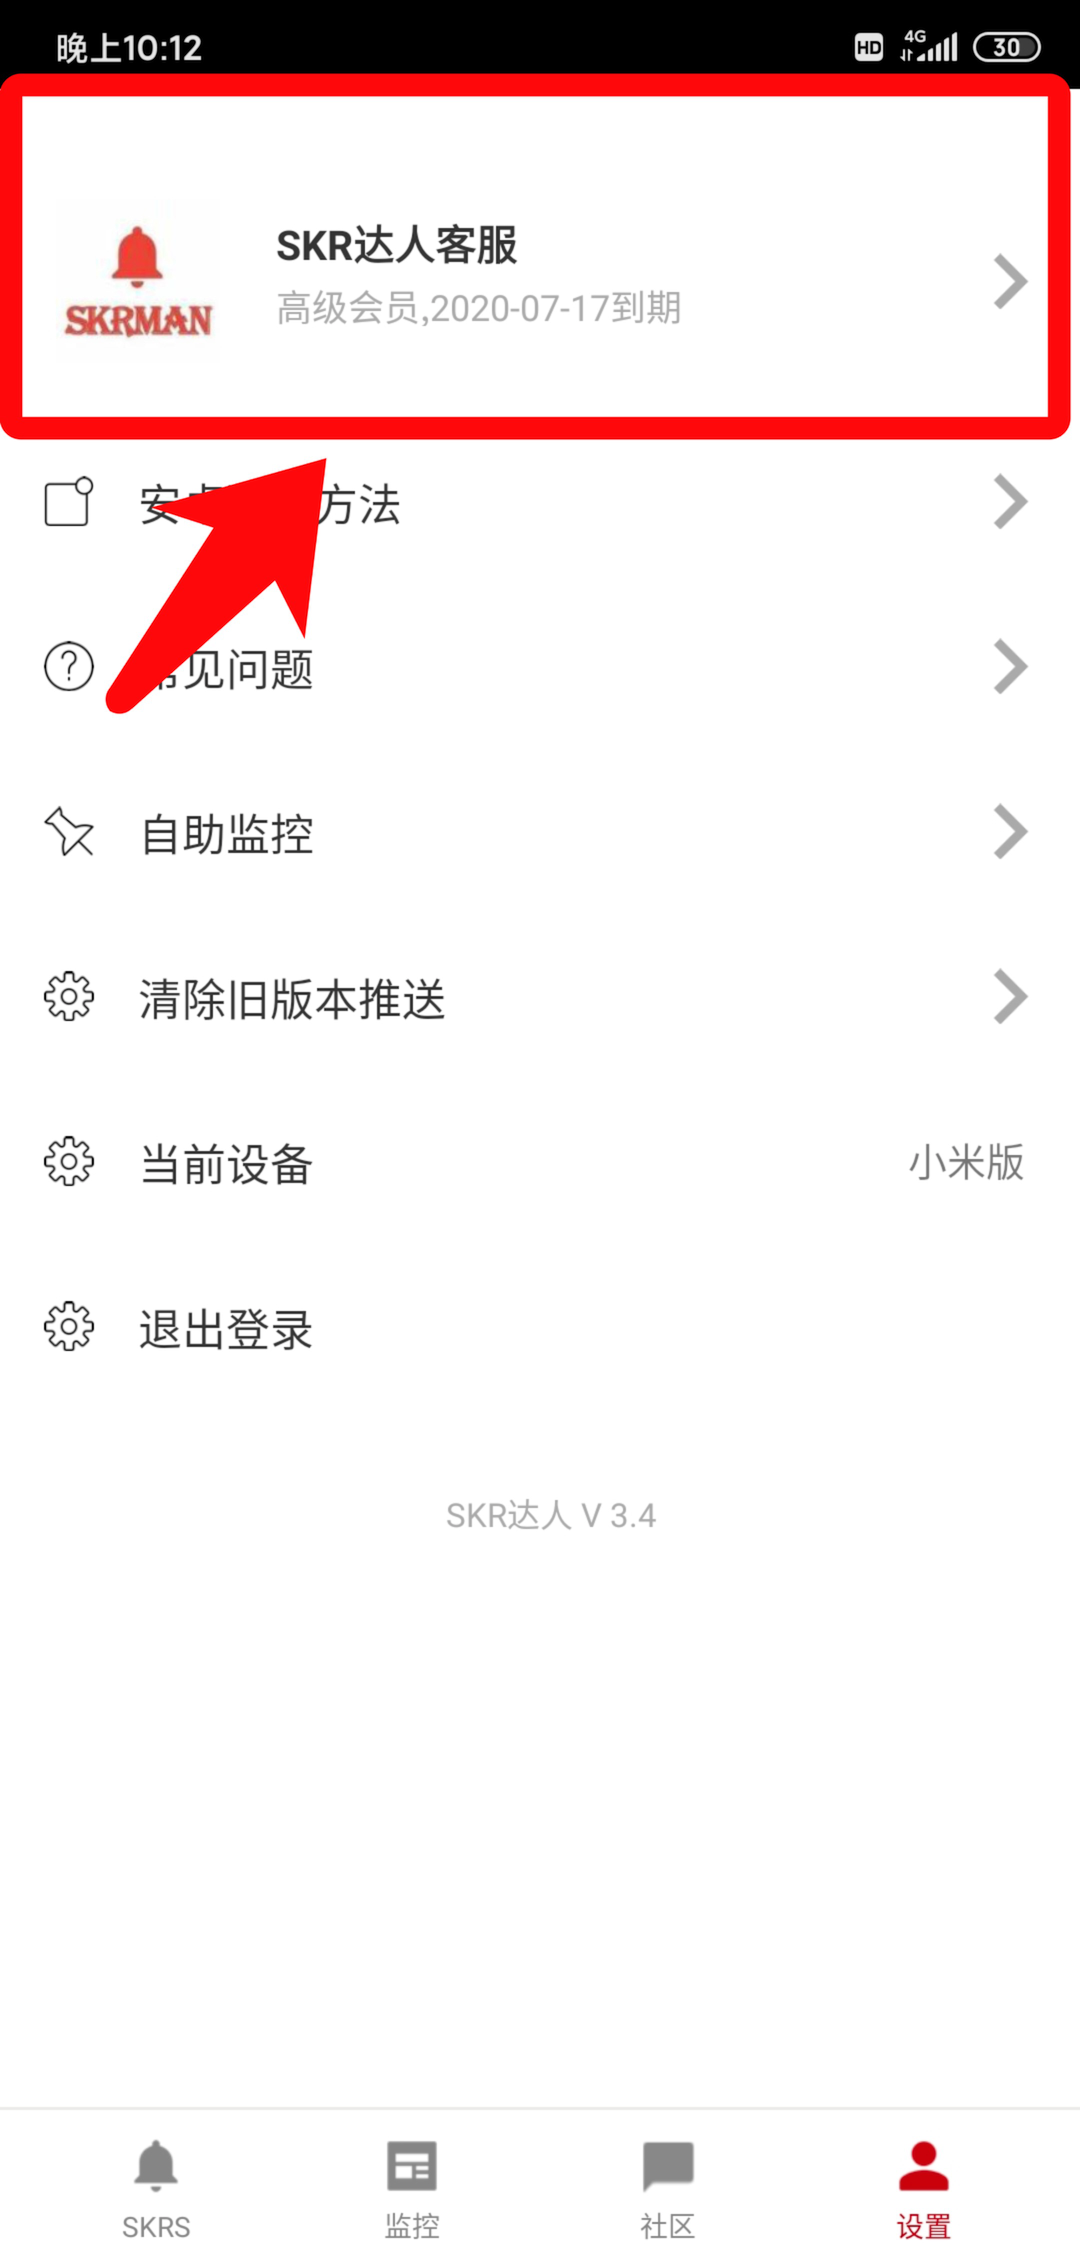 晚上10:12
HD 4G 30
SKRMAN
SKR达人客服
高级会员,2020-07-17到期
安 方法
见问题
自助监控
清除旧版本推送
当前设备 小米版
退出登录
SKR达人 V 3.4
SKRS 监控 社区 设置